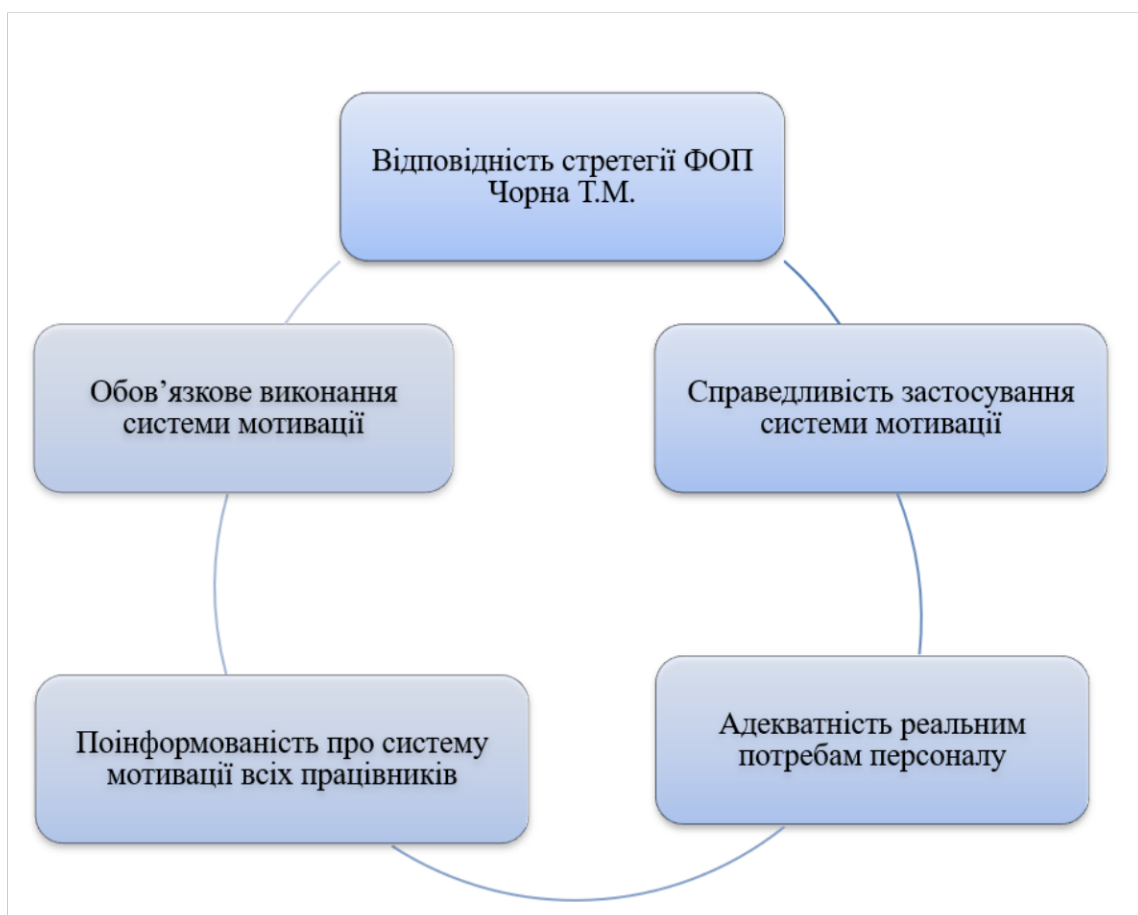 Відповідність стретегії ФОП
Чорна Т.М.
Справедливість застосування
системи мотивації
Адекватність реальним
потребам персоналу
Поінформованість про систему
мотивації всіх працівників
Обов’язкове виконання
системи мотивації